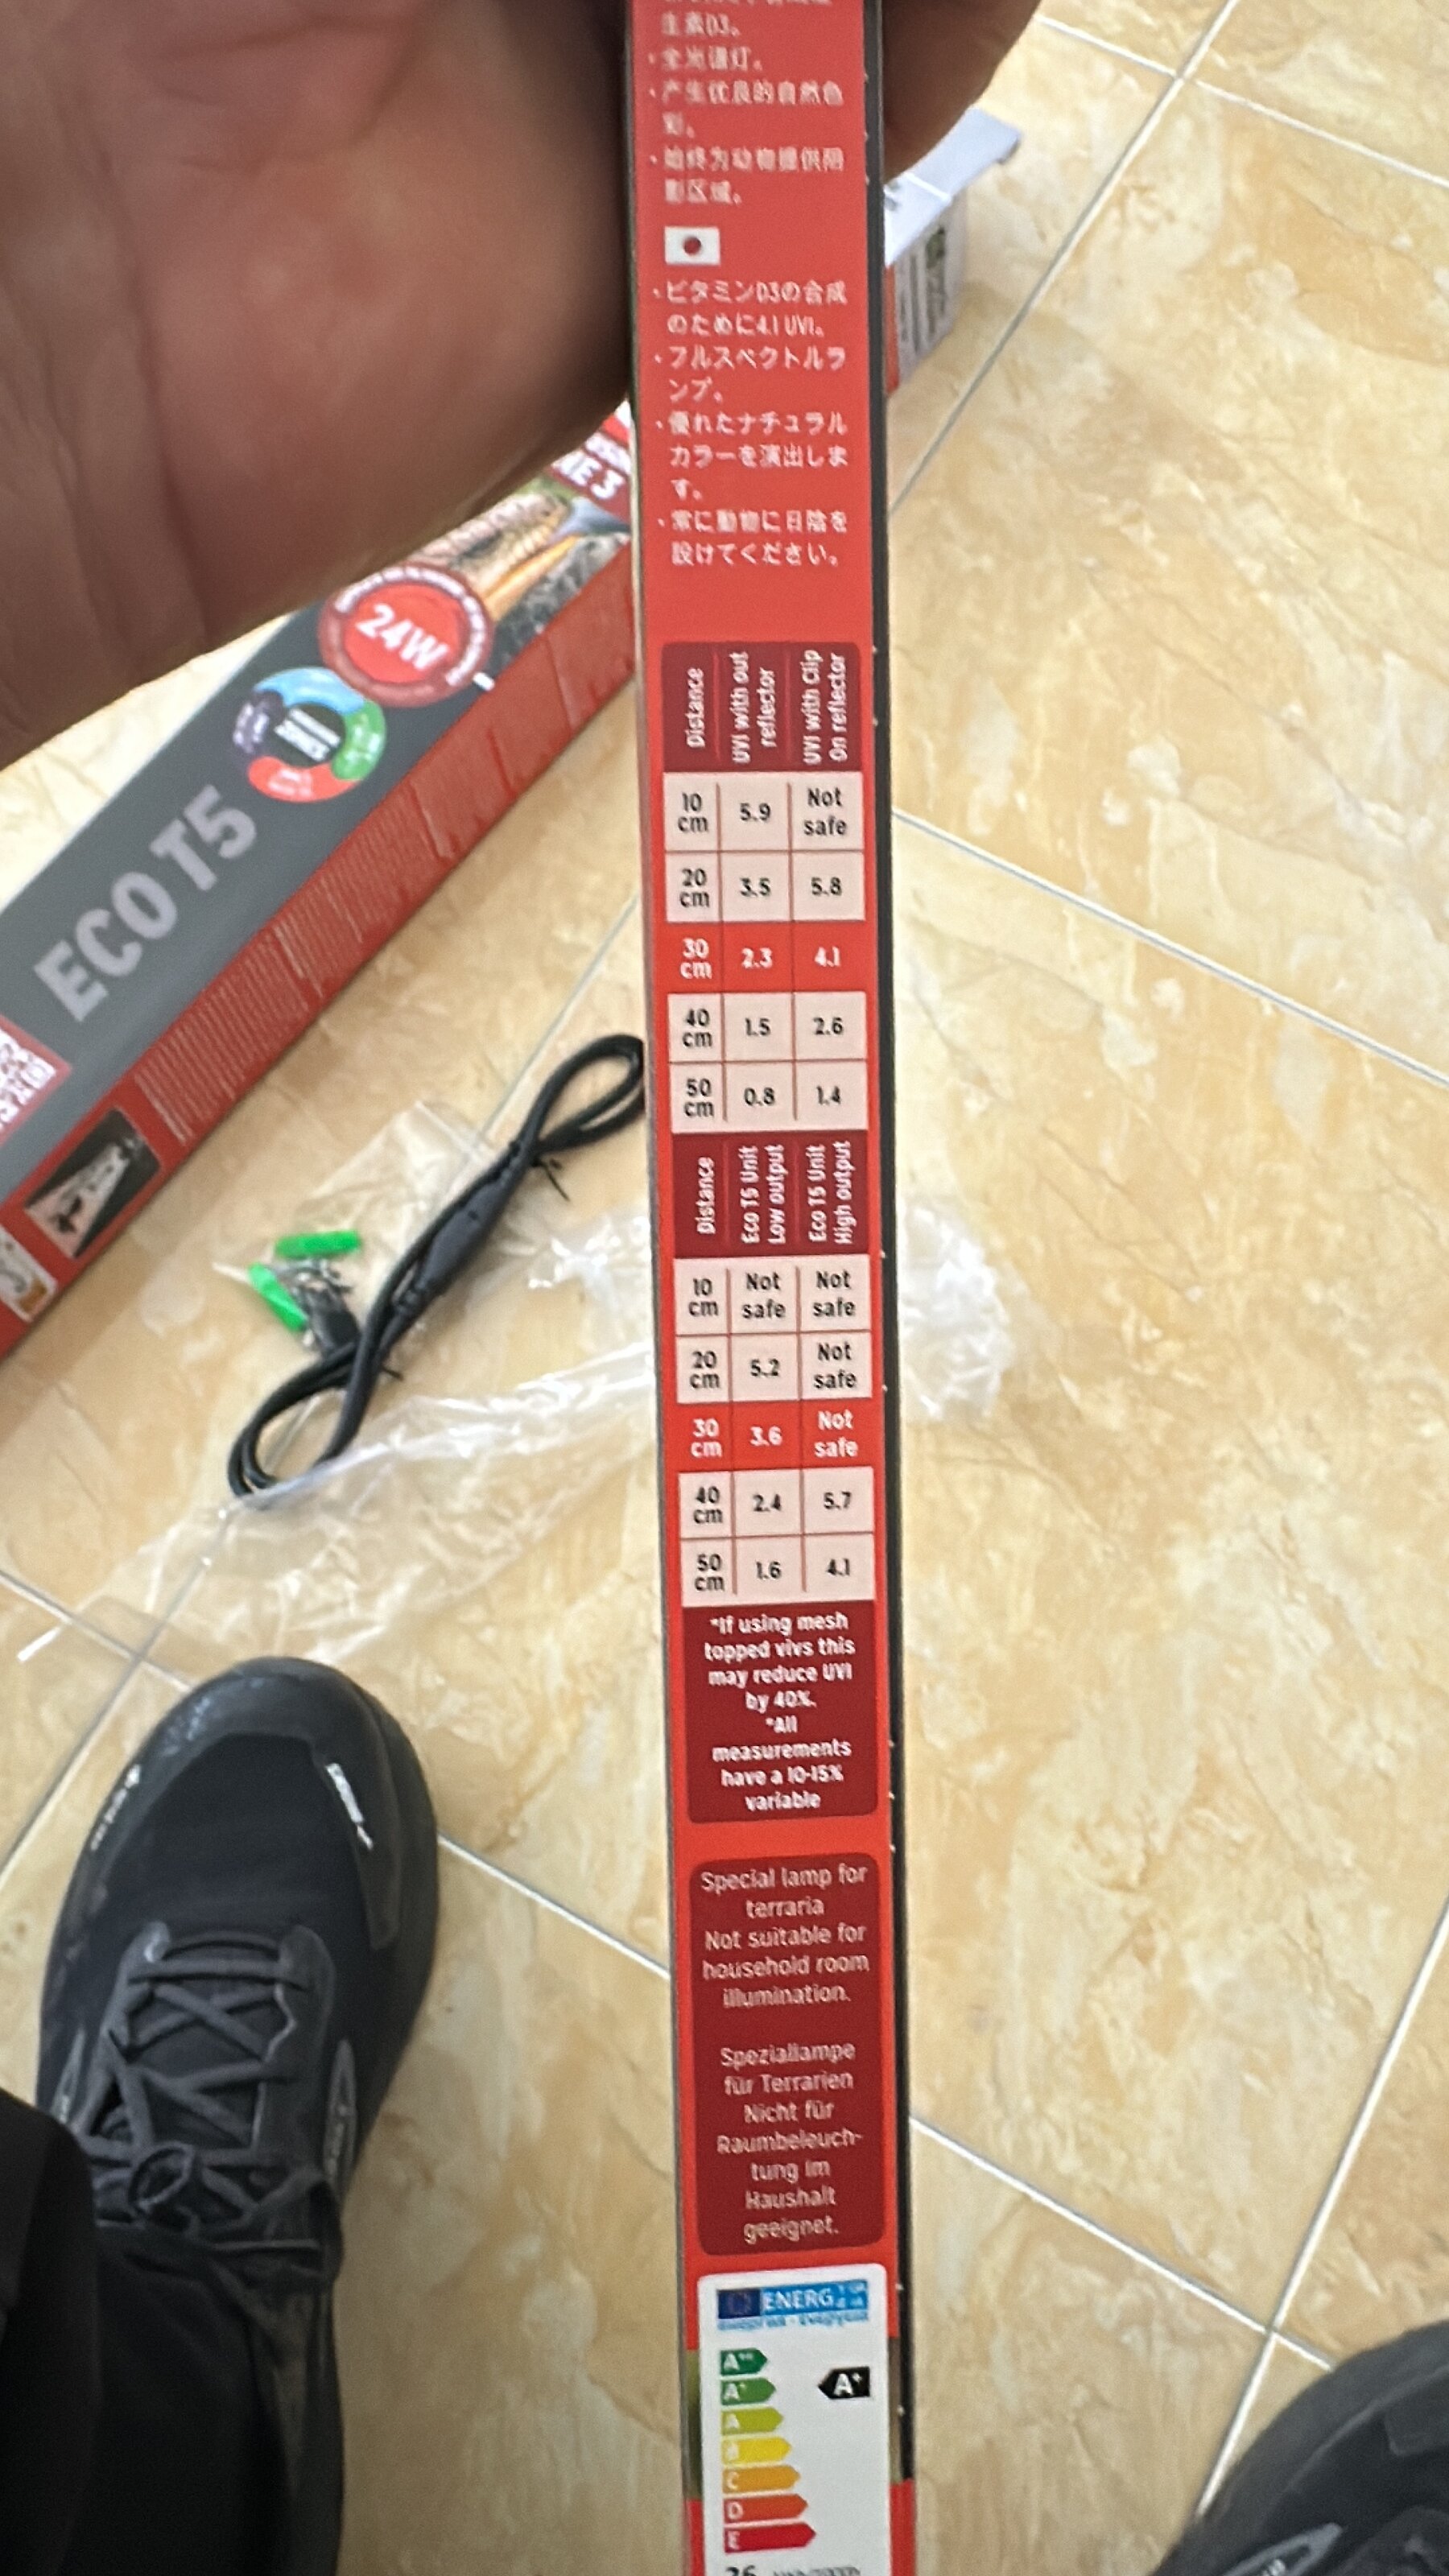 生素D3。
・全光谱灯。
・产生优良的自然色
彩。
・始终为动物提供阴
影区域。
・ビタミンD3の合成
のために4.1 UVI。
・フルスペクトルラ
ンプ。
・優れたナチュラル
カラーを演出しま
す。
・常に動物に日陰を
設けてください。
Distance
UVI with out
reflector
UVI with Clip
On reflector
10
cm
5.9
Not
safe
20
cm
3.5
5.8
30
cm
2.3
4.1
40
cm
1.5
2.6
50
cm
0.8
1.4
Distance
Eco T5 Unit
Low output
Eco T5 Unit
High output
10
cm
Not
safe
Not
safe
20
cm
5.2
Not
safe
30
cm
3.6
Not
safe
40
cm
2.4
5.7
50
cm
1.6
4.1
*If using mesh
topped vivs this
may reduce UVI
by 40%.
*All
measurements
have a 10-15%
variable
Special lamp for
terraria
Not suitable for
household room
illumination.
Speziallampe
für Terrarien
Nicht für
Raumbeleuch-
tung im
Haushalt
geeignet.
ENERG
A++
A+
A+
A
B
C
D
E
26
24W
ECO T5